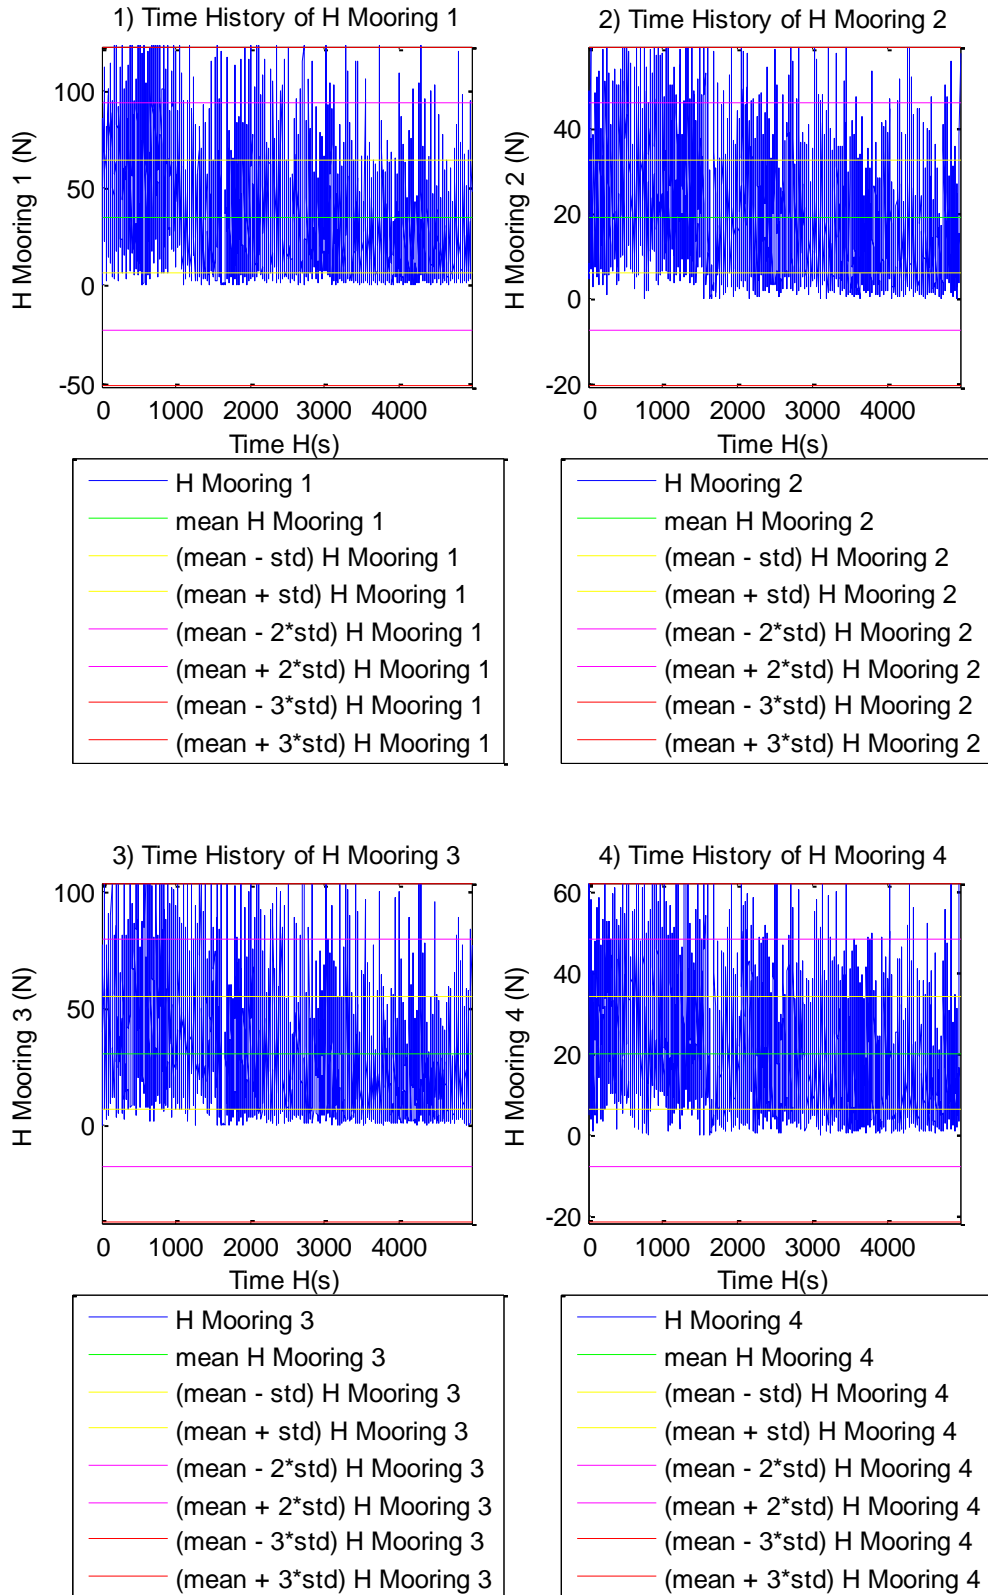 1) Time History of H Mooring 1
H Mooring 1 (N)
100
50
0
-50
0 1000 2000 3000 4000
Time H(s)
H Mooring 1
mean H Mooring 1
(mean - std) H Mooring 1
(mean + std) H Mooring 1
(mean - 2*std) H Mooring 1
(mean + 2*std) H Mooring 1
(mean - 3*std) H Mooring 1
(mean + 3*std) H Mooring 1
2) Time History of H Mooring 2
H Mooring 2 (N)
40
20
0
-20
0 1000 2000 3000 4000
Time H(s)
H Mooring 2
mean H Mooring 2
(mean - std) H Mooring 2
(mean + std) H Mooring 2
(mean - 2*std) H Mooring 2
(mean + 2*std) H Mooring 2
(mean - 3*std) H Mooring 2
(mean + 3*std) H Mooring 2
3) Time History of H Mooring 3
H Mooring 3 (N)
100
50
0
0 1000 2000 3000 4000
Time H(s)
H Mooring 3
mean H Mooring 3
(mean - std) H Mooring 3
(mean + std) H Mooring 3
(mean - 2*std) H Mooring 3
(mean + 2*std) H Mooring 3
(mean - 3*std) H Mooring 3
(mean + 3*std) H Mooring 3
4) Time History of H Mooring 4
H Mooring 4 (N)
60
40
20
0
-20
0 1000 2000 3000 4000
Time H(s)
H Mooring 4
mean H Mooring 4
(mean - std) H Mooring 4
(mean + std) H Mooring 4
(mean - 2*std) H Mooring 4
(mean + 2*std) H Mooring 4
(mean - 3*std) H Mooring 4
(mean + 3*std) H Mooring 4